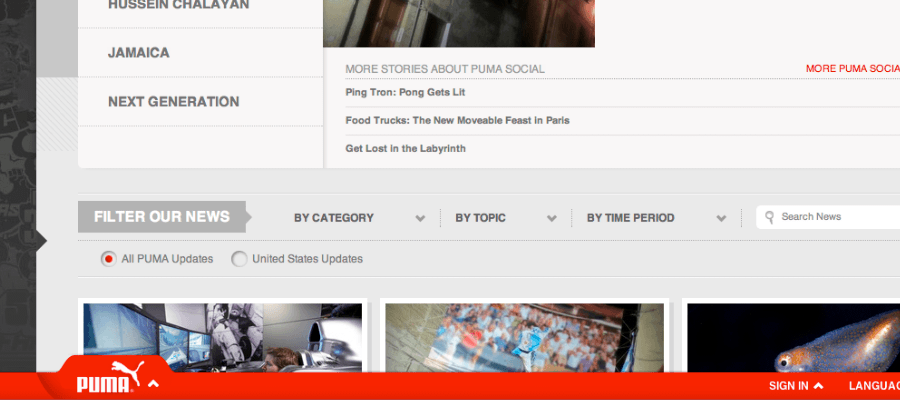 HUSSEIN CHALAYAN
JAMAICA
NEXT GENERATION
MORE STORIES ABOUT PUMA SOCIAL
MORE PUMA SOCIA
Ping Tron: Pong Gets Lit
Food Trucks: The New Moveable Feast in Paris
Get Lost in the Labyrinth
FILTER OUR NEWS
BY CATEGORY
BY TOPIC
BY TIME PERIOD
Search News
All PUMA Updates
United States Updates
PUMA
SIGN IN
LANGUAG